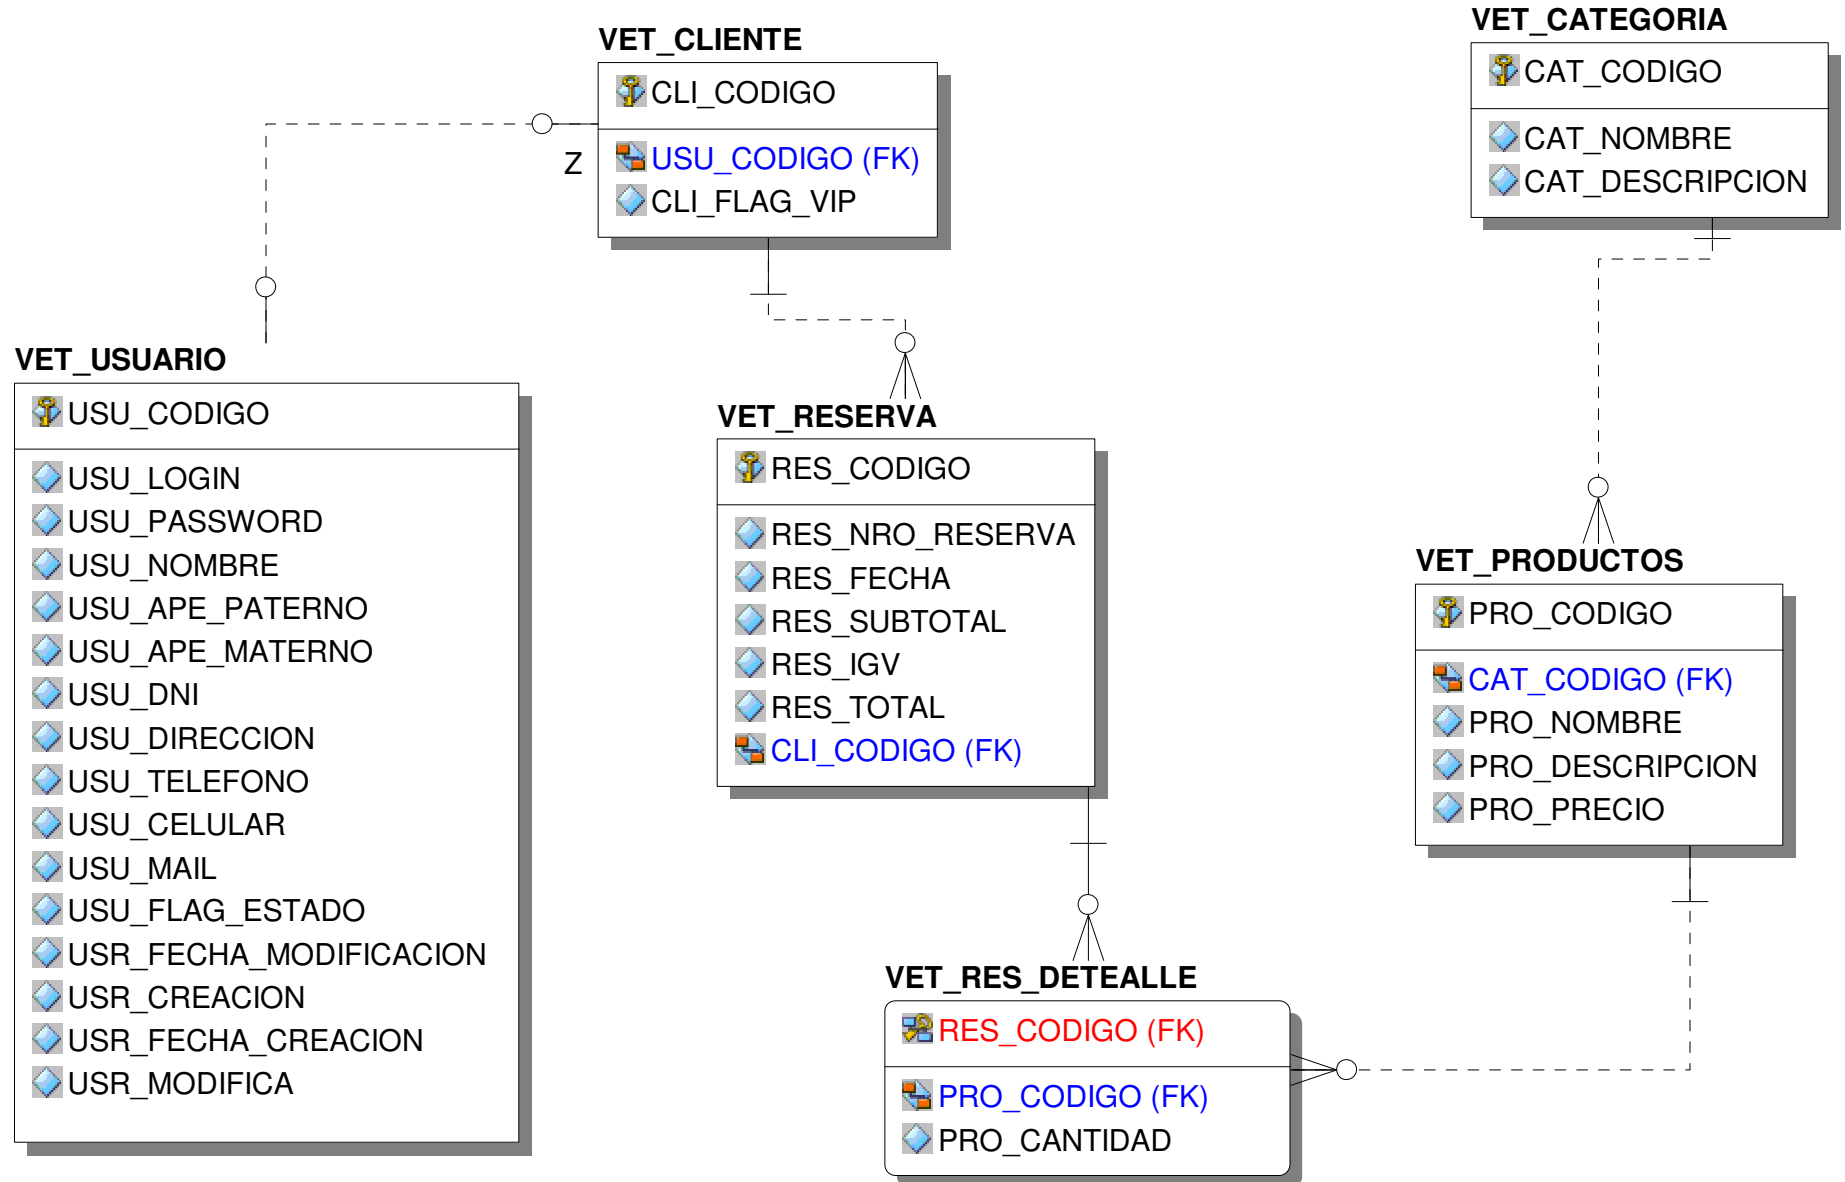 VET_CLIENTE
CLI_CODIGO
USU_CODIGO (FK)
CLI_FLAG_VIP
Z
VET_CATEGORIA
CAT_CODIGO
CAT_NOMBRE
CAT_DESCRIPCION
VET_USUARIO
USU_CODIGO
USU_LOGIN
USU_PASSWORD
USU_NOMBRE
USU_APE_PATERNO
USU_APE_MATERNO
USU_DNI
USU_DIRECCION
USU_TELEFONO
USU_CELULAR
USU_MAIL
USU_FLAG_ESTADO
USR_FECHA_MODIFICACION
USR_CREACION
USR_FECHA_CREACION
USR_MODIFICA
VET_RESERVA
RES_CODIGO
RES_NRO_RESERVA
RES_FECHA
RES_SUBTOTAL
RES_IGV
RES_TOTAL
CLI_CODIGO (FK)
VET_PRODUCTOS
PRO_CODIGO
CAT_CODIGO (FK)
PRO_NOMBRE
PRO_DESCRIPCION
PRO_PRECIO
VET_RES_DETEALLE
RES_CODIGO (FK)
PRO_CODIGO (FK)
PRO_CANTIDAD